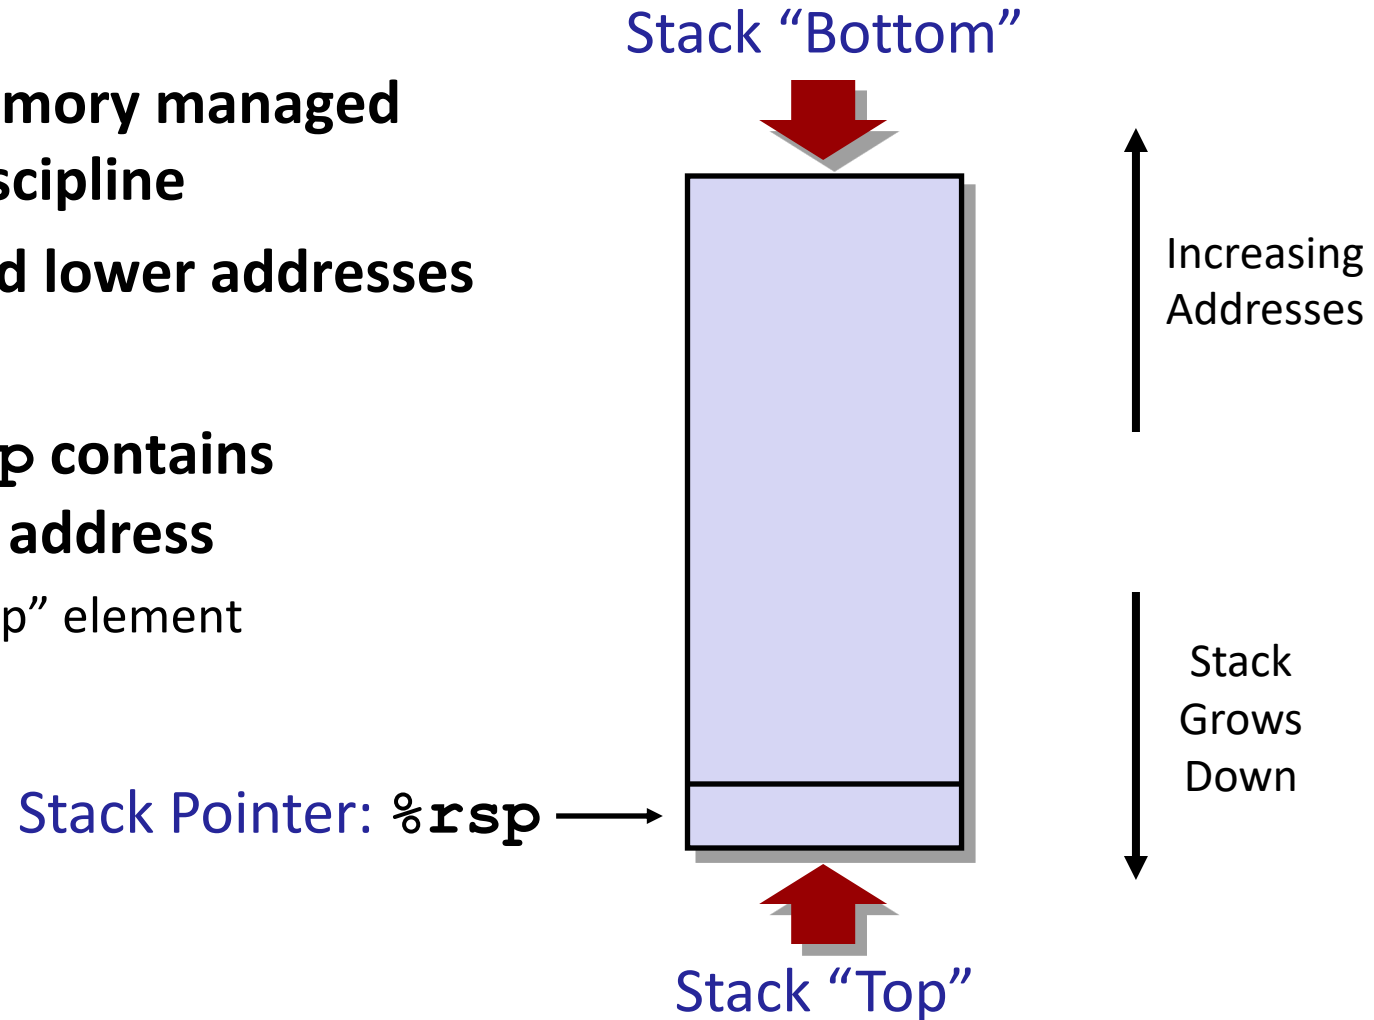 Stack “Bottom”
mory managed
scipline
d lower addresses
Increasing
Addresses
p contains
address
p” element
Stack
Grows
Down
Stack Pointer: %rsp
Stack “Top”